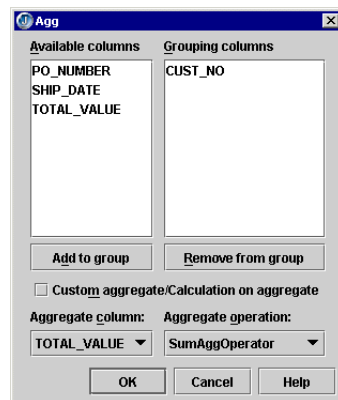 Agg
Available columns Grouping columns
PO_NUMBER CUST_NO
SHIP_DATE
TOTAL_VALUE
Add to group Remove from group
Custom aggregate/Calculation on aggregate
Aggregate column: Aggregate operation:
TOTAL_VALUE SumAggOperator
OK Cancel Help